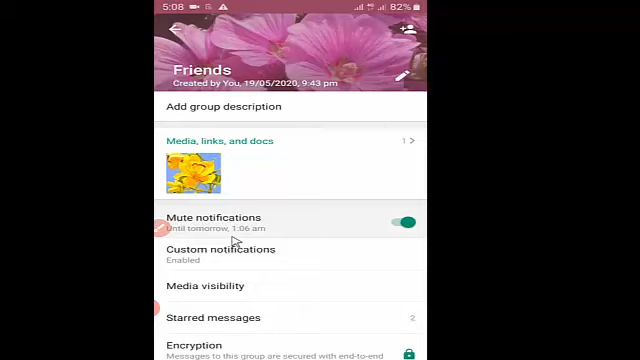 5:08 82%
Friends
Created by You, 19/05/2020, 9:43 pm
Add group description
Media, links, and docs 1
Mute notifications
Until tomorrow, 1:06 am
Custom notifications
Enabled
Media visibility
Starred messages 2
Encryption
Messages to this group are secured with end-to-end